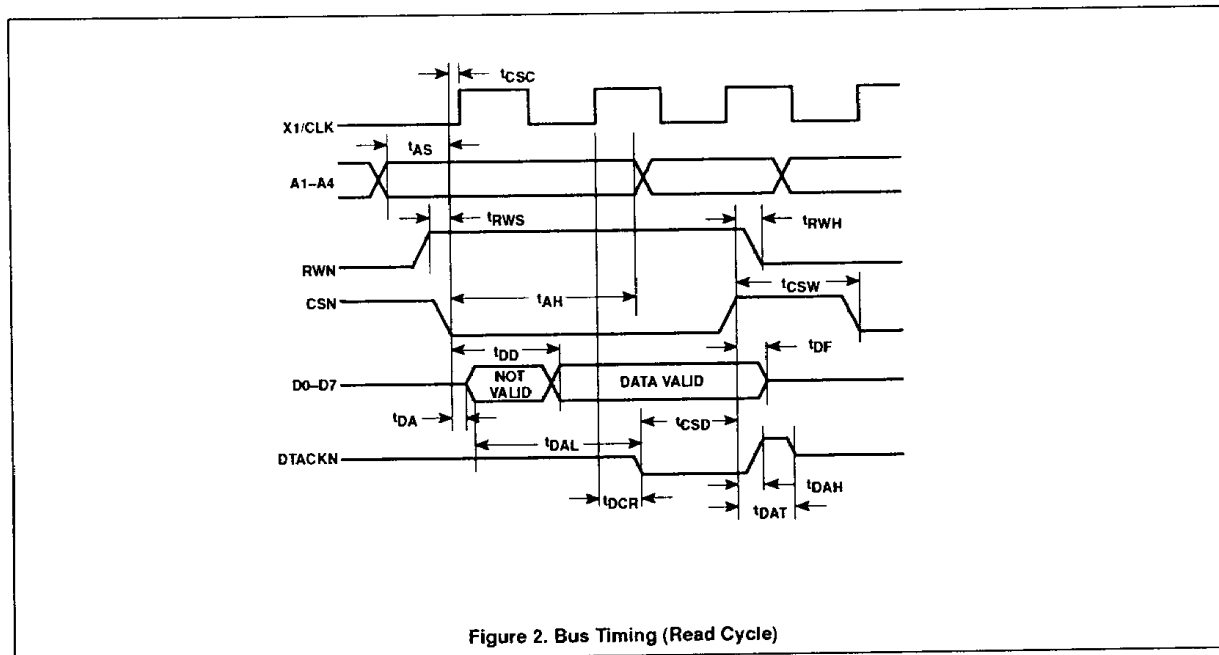 tCSC
X1/CLK
tAS
A1–A4
tRWS
tRWH
RWN
tCSW
CSN
tAH
tDD
tDF
D0–D7
NOT
VALID
DATA VALID
tDA
tCSD
tDAL
DTACKN
tDCR
tDAH
tDAT
Figure 2. Bus Timing (Read Cycle)